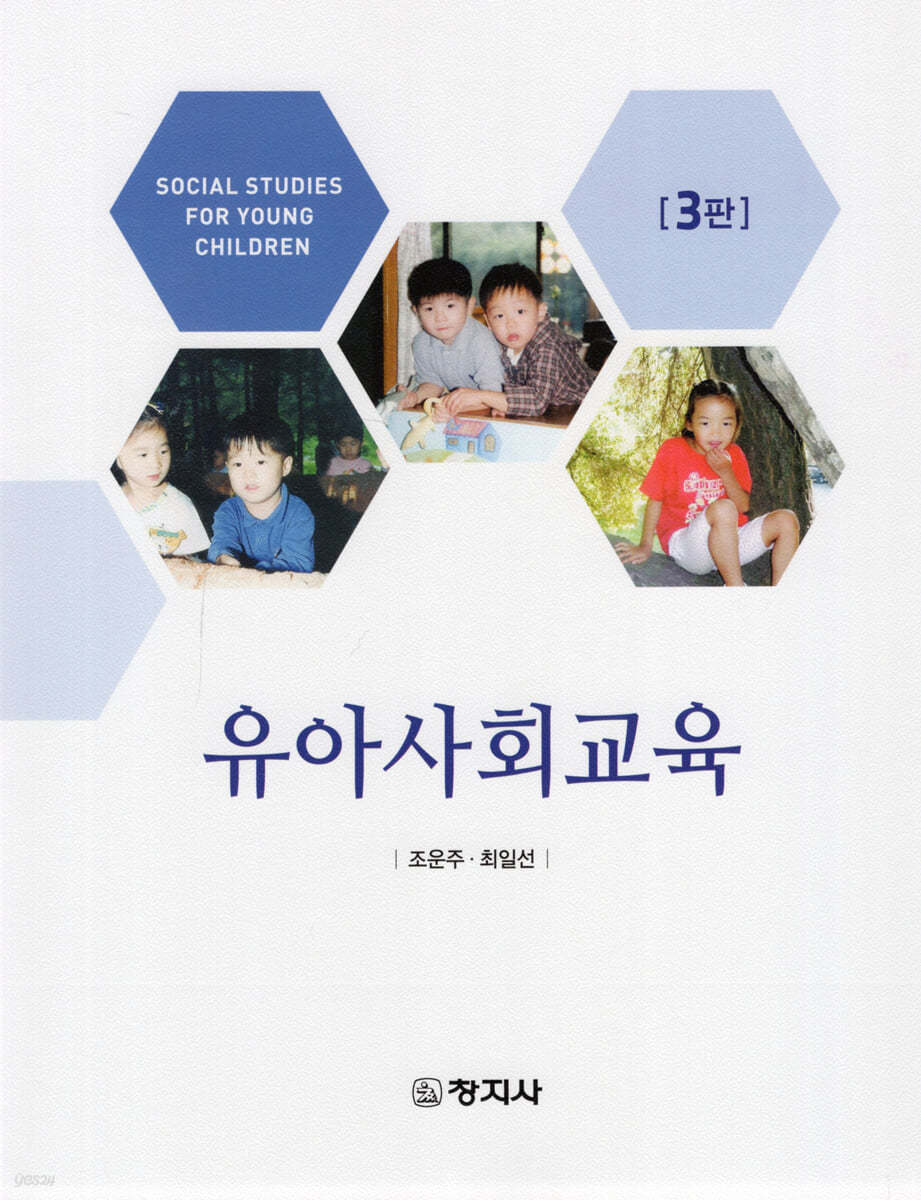 SOCIAL STUDIES
FOR YOUNG
CHILDREN
[ 3판 ]
유아사회교육
| 조운주 · 최일선 |
창지사
yes24